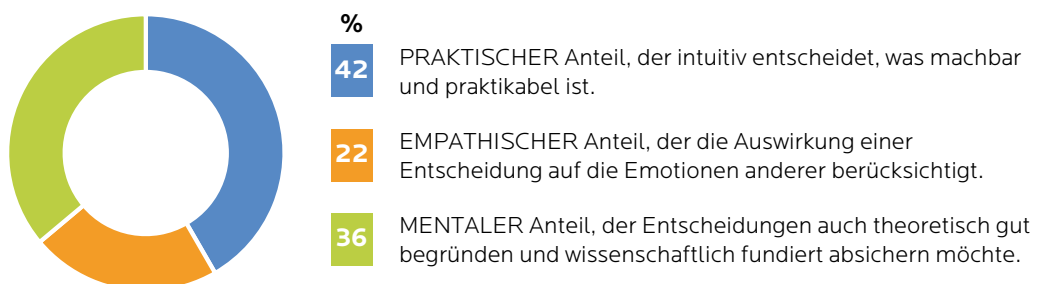 %
42
PRAKTISCHER Anteil, der intuitiv entscheidet, was machbar
und praktikabel ist.
22
EMPATHISCHER Anteil, der die Auswirkung einer
Entscheidung auf die Emotionen anderer berücksichtigt.
36
MENTALER Anteil, der Entscheidungen auch theoretisch gut
begründen und wissenschaftlich fundiert absichern möchte.